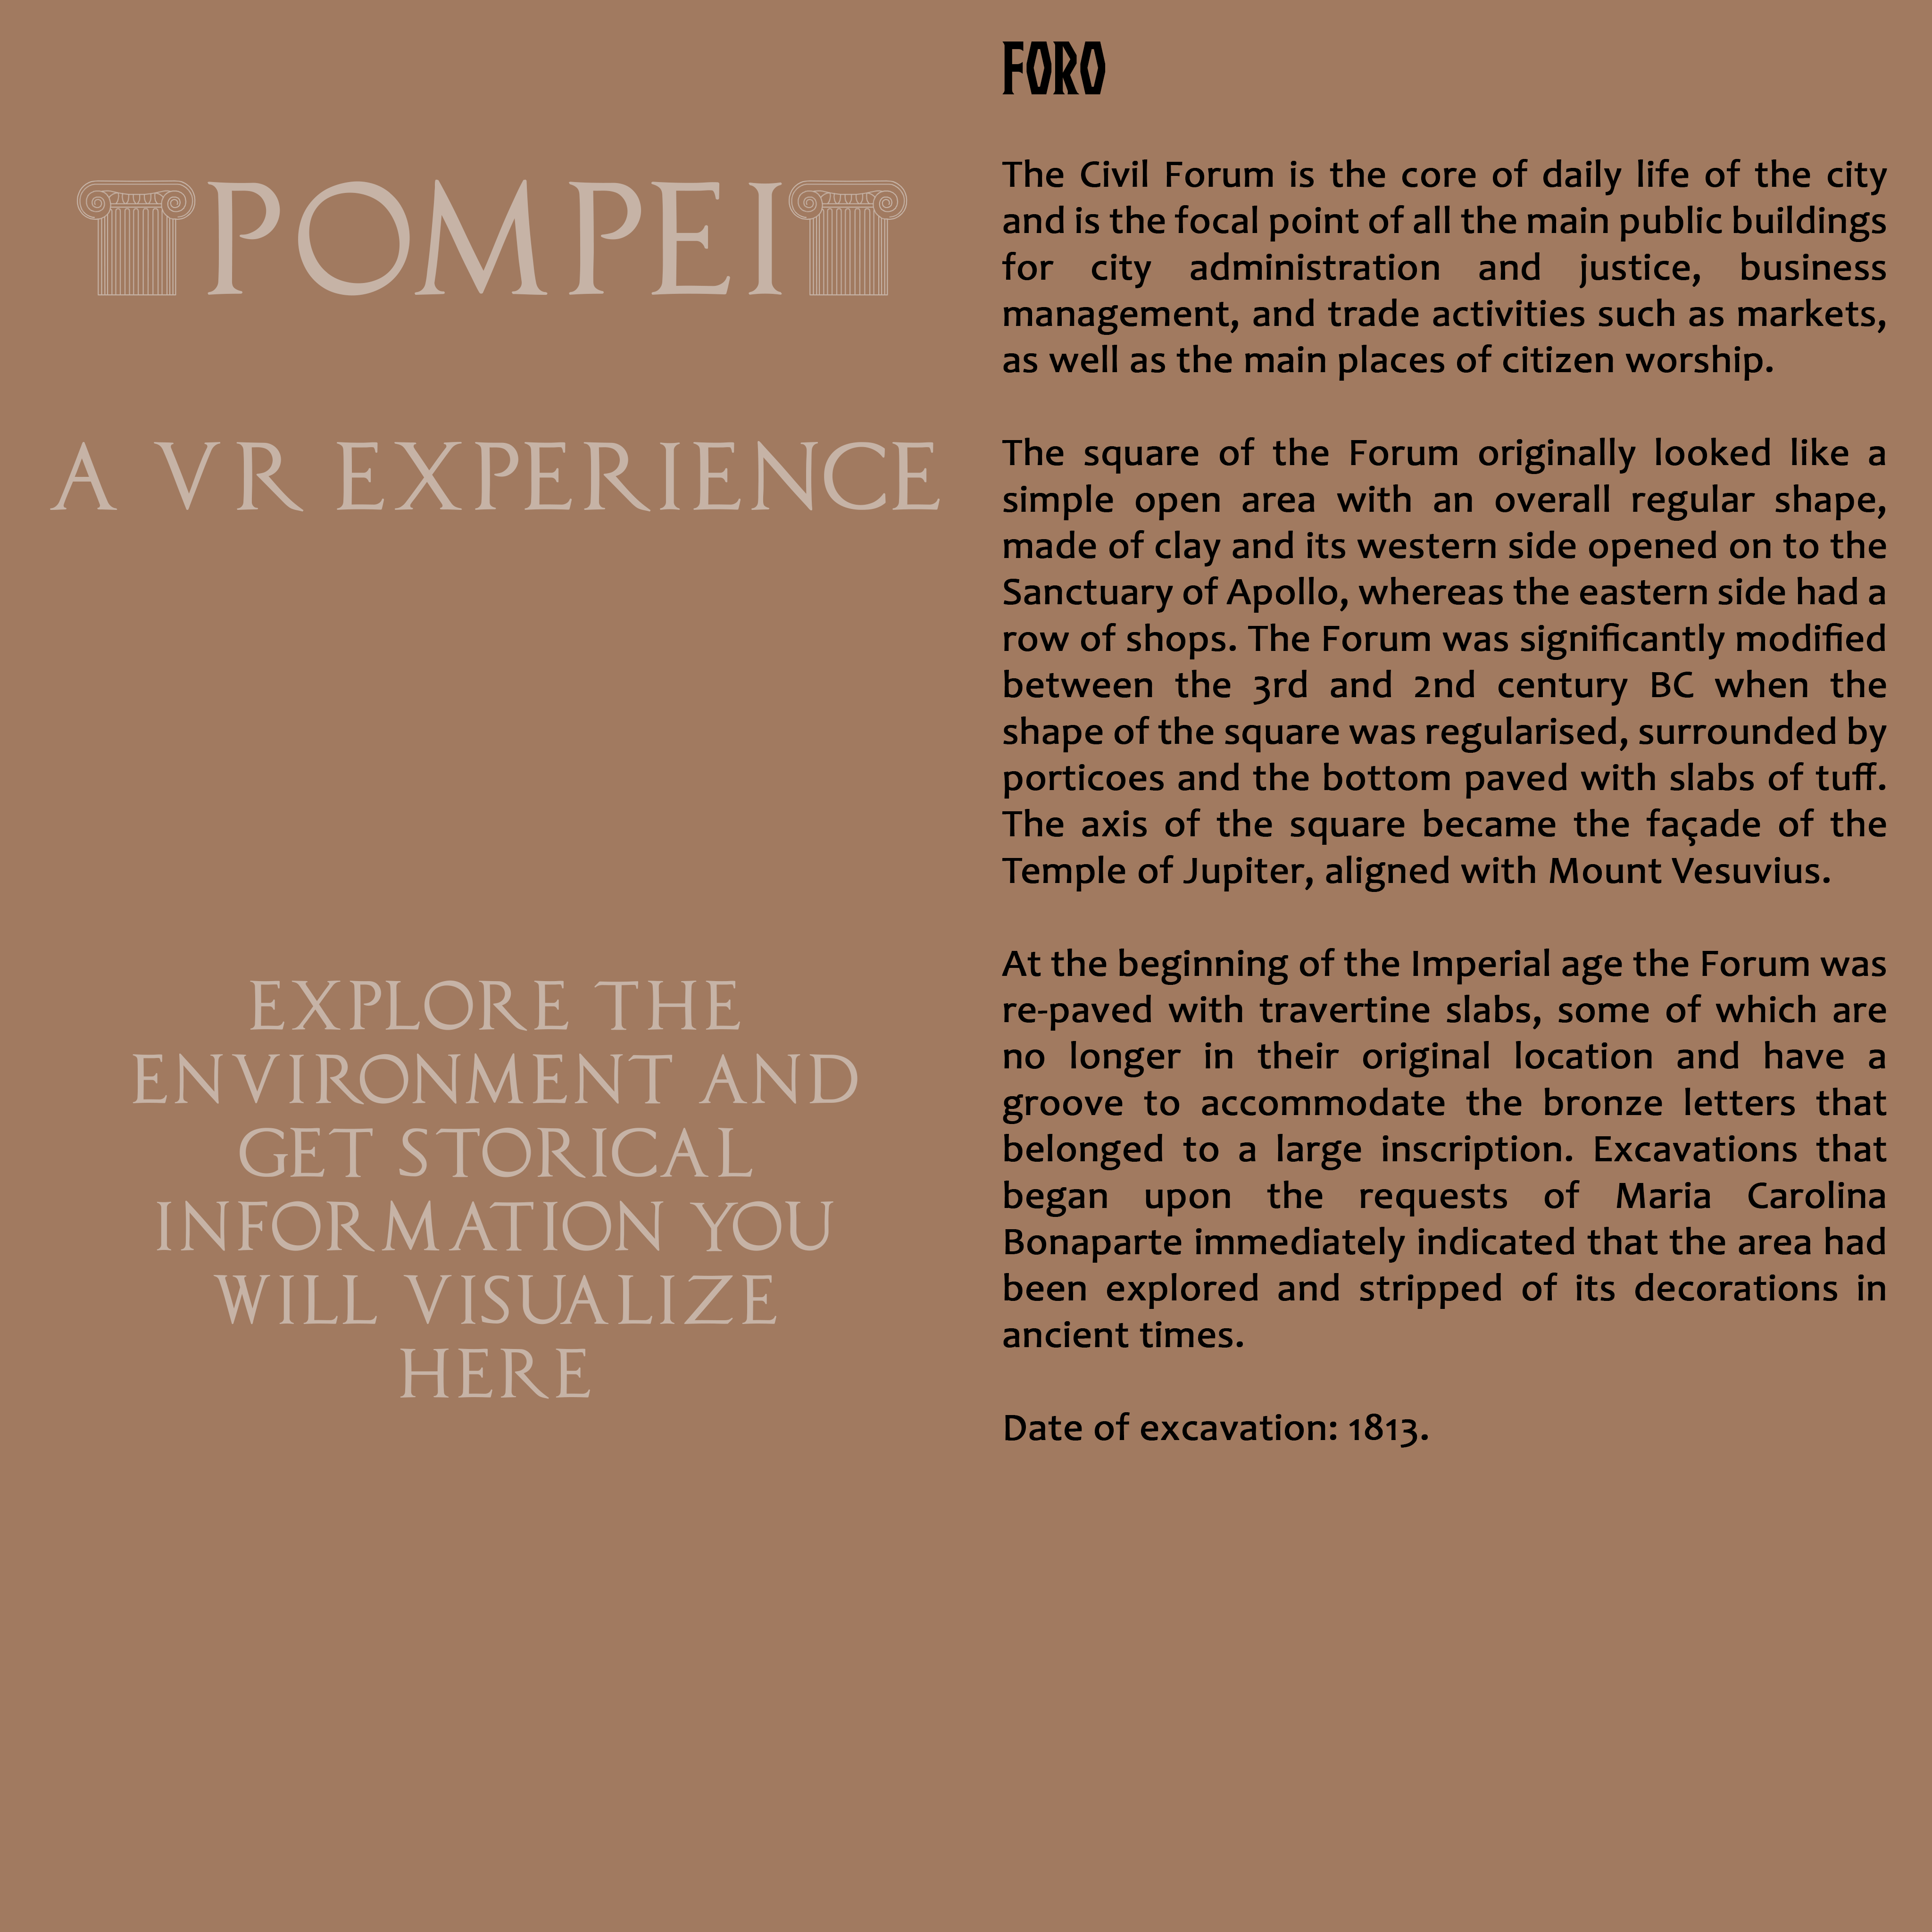 POMPEI
A VR EXPERIENCE
EXPLORE THE
ENVIRONMENT AND
GET STORICAL
INFORMATION YOU
WILL VISUALIZE
HERE
FORO
The Civil Forum is the core of daily life of the city
and is the focal point of all the main public buildings
for city administration and justice, business
management, and trade activities such as markets,
as well as the main places of citizen worship.
The square of the Forum originally looked like a
simple open area with an overall regular shape,
made of clay and its western side opened on to the
Sanctuary of Apollo, whereas the eastern side had a
row of shops. The Forum was significantly modified
between the 3rd and 2nd century BC when the
shape of the square was regularised, surrounded by
porticoes and the bottom paved with slabs of tuff.
The axis of the square became the façade of the
Temple of Jupiter, aligned with Mount Vesuvius.
At the beginning of the Imperial age the Forum was
re-paved with travertine slabs, some of which are
no longer in their original location and have a
groove to accommodate the bronze letters that
belonged to a large inscription. Excavations that
began upon the requests of Maria Carolina
Bonaparte immediately indicated that the area had
been explored and stripped of its decorations in
ancient times.
Date of excavation: 1813.